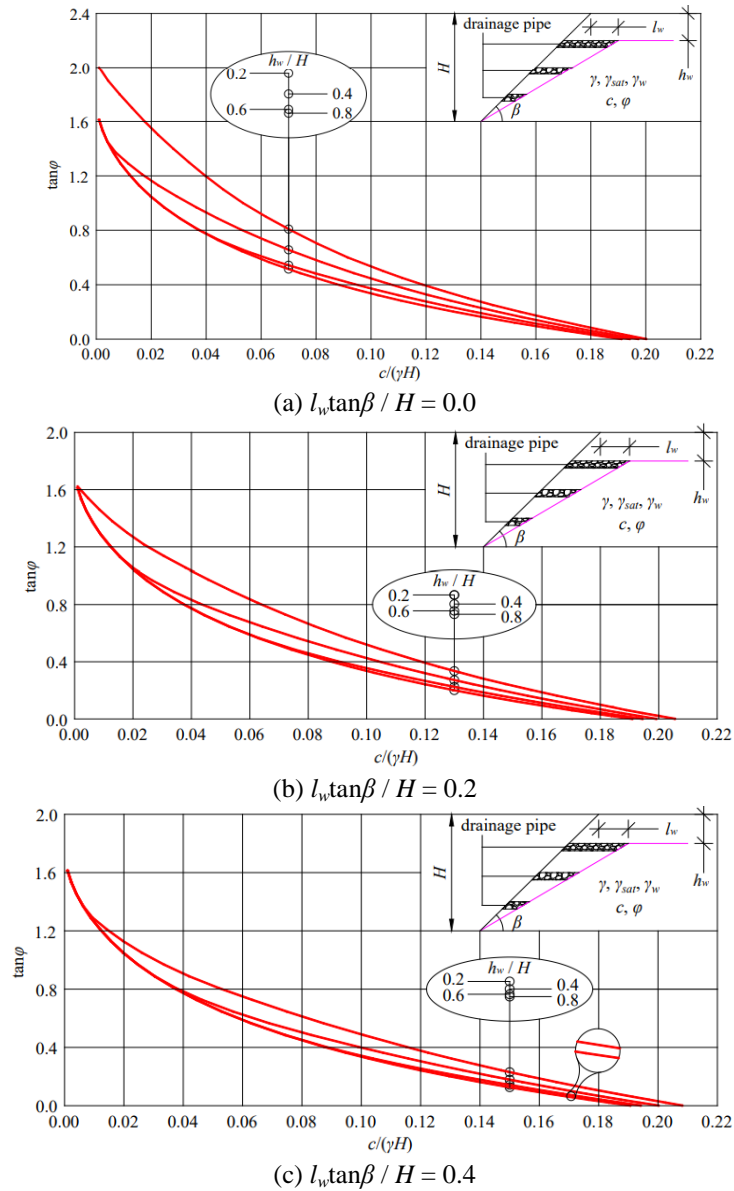 2.4
drainage pipe
l_w
H
h_w
γ, γ_sat, γ_w
c, φ
β
h_w / H
0.2
0.4
0.6
0.8
2.0
1.6
1.2
0.8
0.4
0.0
tanφ
0.00 0.02 0.04 0.06 0.08 0.10 0.12 0.14 0.16 0.18 0.20 0.22
c/(γH)
(a) l_wtanβ / H = 0.0
2.0
drainage pipe
l_w
H
h_w
γ, γ_sat, γ_w
c, φ
β
1.6
1.2
0.8
0.4
0.0
tanφ
h_w / H
0.2
0.4
0.6
0.8
0.00 0.02 0.04 0.06 0.08 0.10 0.12 0.14 0.16 0.18 0.20 0.22
c/(γH)
(b) l_wtanβ / H = 0.2
2.0
drainage pipe
l_w
H
h_w
γ, γ_sat, γ_w
c, φ
β
1.6
1.2
0.8
0.4
0.0
tanφ
h_w / H
0.2
0.4
0.6
0.8
0.00 0.02 0.04 0.06 0.08 0.10 0.12 0.14 0.16 0.18 0.20 0.22
c/(γH)
(c) l_wtanβ / H = 0.4